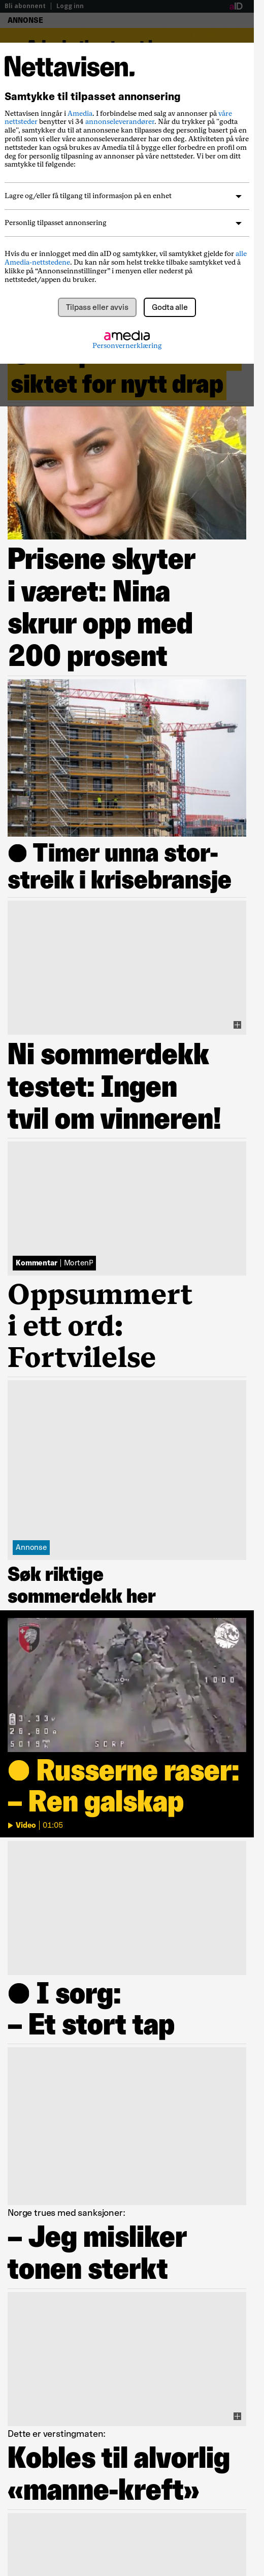 Bli abonnent | Logg inn
aID
ANNONSE
Nettavisen.
Samtykke til tilpasset annonsering
Nettavisen inngår i Amedia. I forbindelse med salg av annonser på våre
nettsteder benytter vi 34 annonseleverandører. Når du trykker på "godta
alle", samtykker du til at annonsene kan tilpasses deg personlig basert på en
profil som vi eller våre annonseleverandører har om deg. Aktiviteten på våre
nettsteder kan også brukes av Amedia til å bygge eller forbedre en profil om
deg for personlig tilpasning av annonser på våre nettsteder. Vi ber om ditt
samtykke til følgende:
Lagre og/eller få tilgang til informasjon på en enhet
Personlig tilpasset annonsering
Hvis du er innlogget med din aID og samtykker, vil samtykket gjelde for alle
Amedia-nettstedene. Du kan når som helst trekke tilbake samtykket ved å
klikke på “Annonseinnstillinger” i menyen eller nederst på
nettstedet/appen du bruker.
Tilpass eller avvis
Godta alle
amedia
Personvernerklæring
siktet for nytt drap
Prisene skyter
i været: Nina
skrur opp med
200 prosent
Timer unna stor-
streik i krisebransje
Ni sommerdekk
testet: Ingen
tvil om vinneren!
Kommentar | MortenP
Oppsummert
i ett ord:
Fortvilelse
Annonse
Søk riktige
sommerdekk her
Russerne raser:
– Ren galskap
Video | 01:05
I sorg:
– Et stort tap
Norge trues med sanksjoner:
– Jeg misliker
tonen sterkt
Dette er verstingmaten:
Kobles til alvorlig
«manne-kreft»